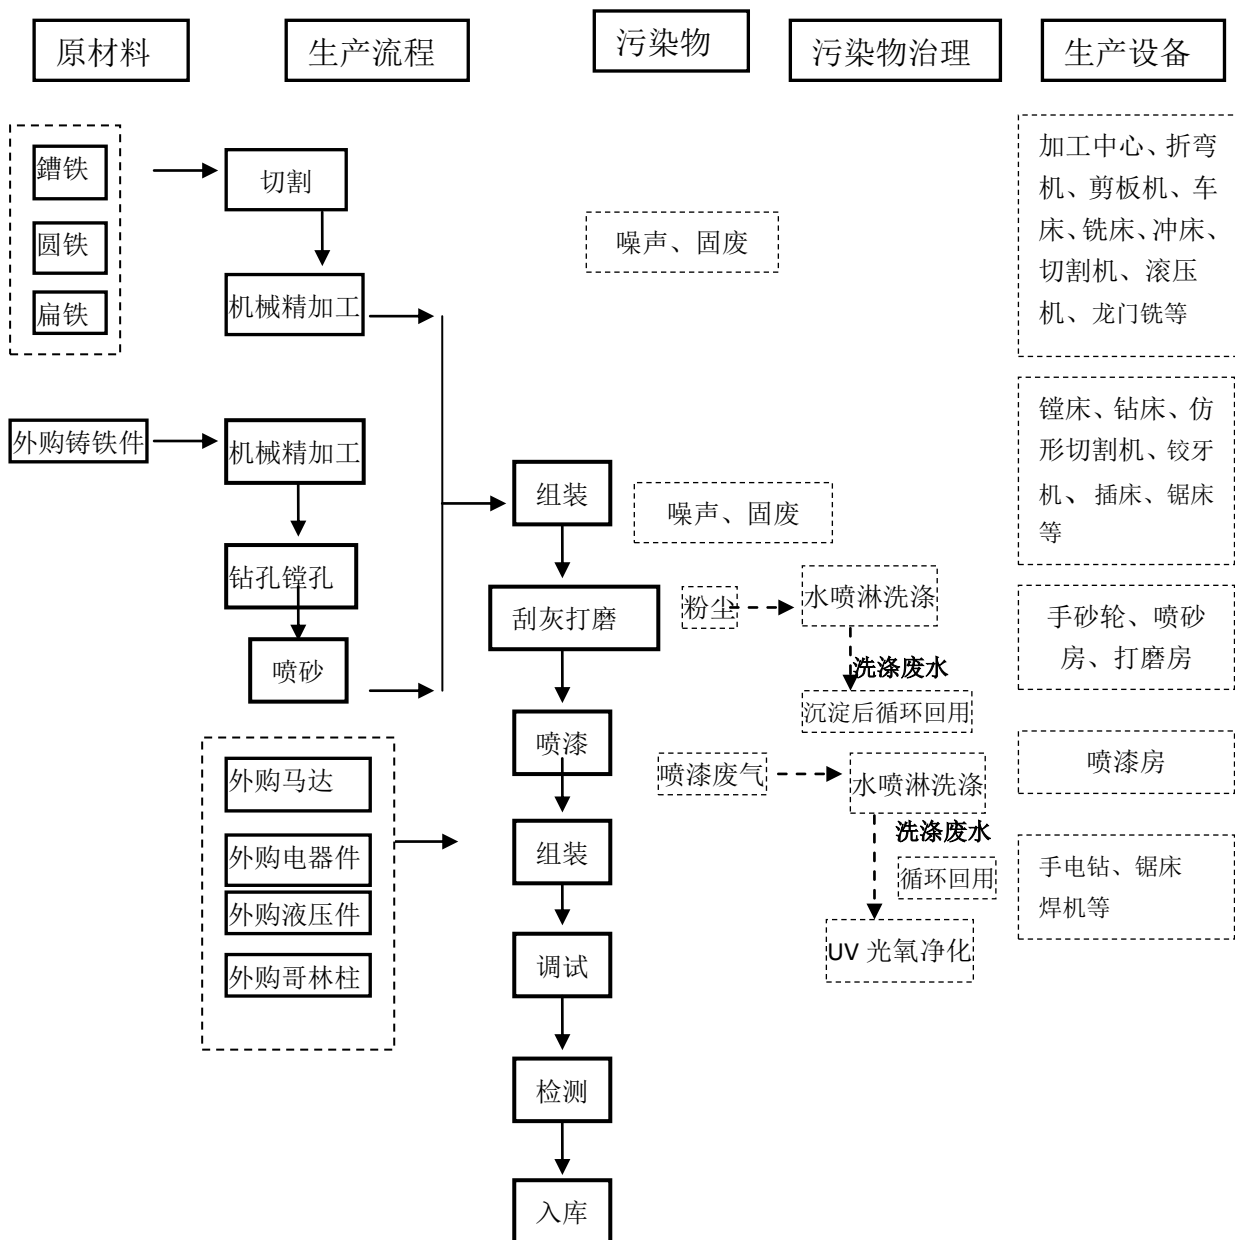 原材料
生产流程
污染物
污染物治理
生产设备
鏪铁
圆铁
扁铁
切割
机械精加工
噪声、固废
加工中心、折弯
机、剪板机、车
床、铣床、冲床、
切割机、滚压
机、龙门铣等
外购铸铁件
机械精加工
钻孔镗孔
喷砂
组装
噪声、固废
镗床、钻床、仿
形切割机、铰牙
机、插床、锯床
等
刮灰打磨
粉尘
水喷淋洗涤
洗涤废水
沉淀后循环回用
手砂轮、喷砂
房、打磨房
喷漆
喷漆废气
水喷淋洗涤
洗涤废水
循环回用
UV 光氧净化
喷漆房
外购马达
外购电器件
外购液压件
外购哥林柱
组装
手电钻、锯床
焊机等
调试
检测
入库